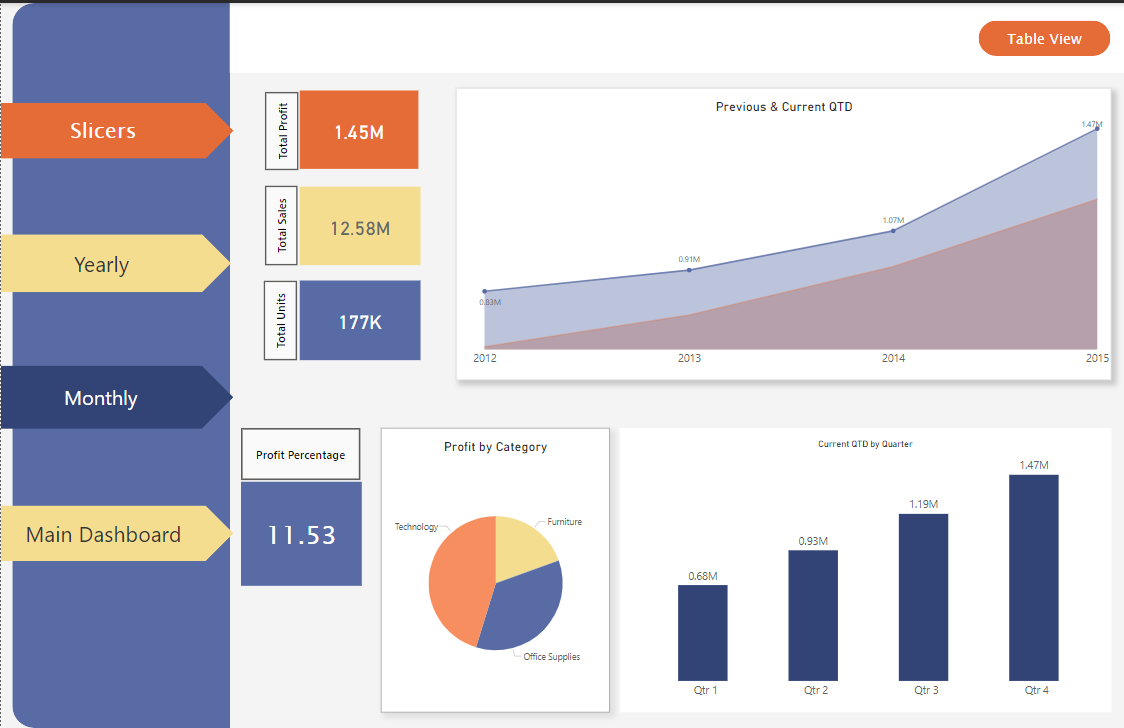 Table View
Slicers
Yearly
Monthly
Main Dashboard
Total Profit
1.45M
Total Sales
12.58M
Total Units
177K
Previous & Current QTD
1.47M
1.07M
0.91M
0.83M
2012
2013
2014
2015
Profit Percentage
11.53
Profit by Category
Technology
Furniture
Office Supplies
Current QTD by Quarter
0.68M
0.93M
1.19M
1.47M
Qtr 1
Qtr 2
Qtr 3
Qtr 4